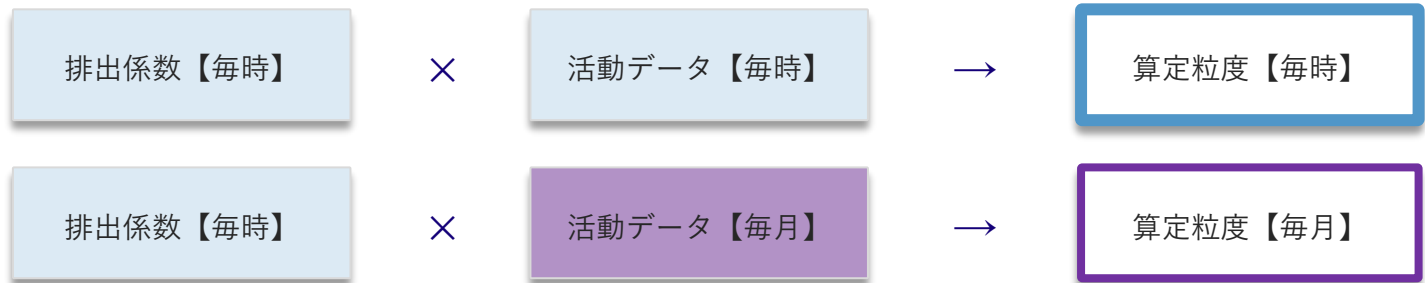 排出係数【毎時】 × 活動データ【毎時】 → 算定粒度【毎時】
排出係数【毎時】 × 活動データ【毎月】 → 算定粒度【毎月】